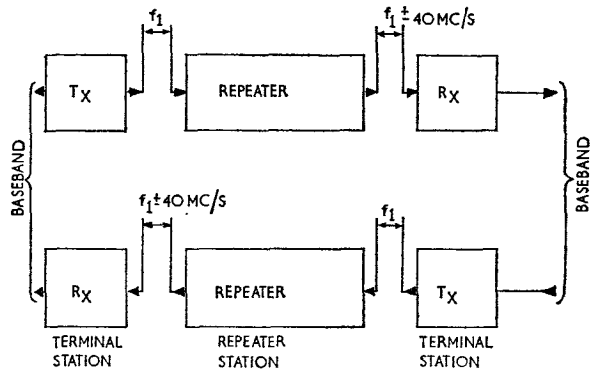 f1
f1 ± 40 MC/S
TX
REPEATER
RX
BASEBAND
BASEBAND
f1 ± 40 MC/S
f1
RX
REPEATER
TX
TERMINAL
STATION
REPEATER
STATION
TERMINAL
STATION